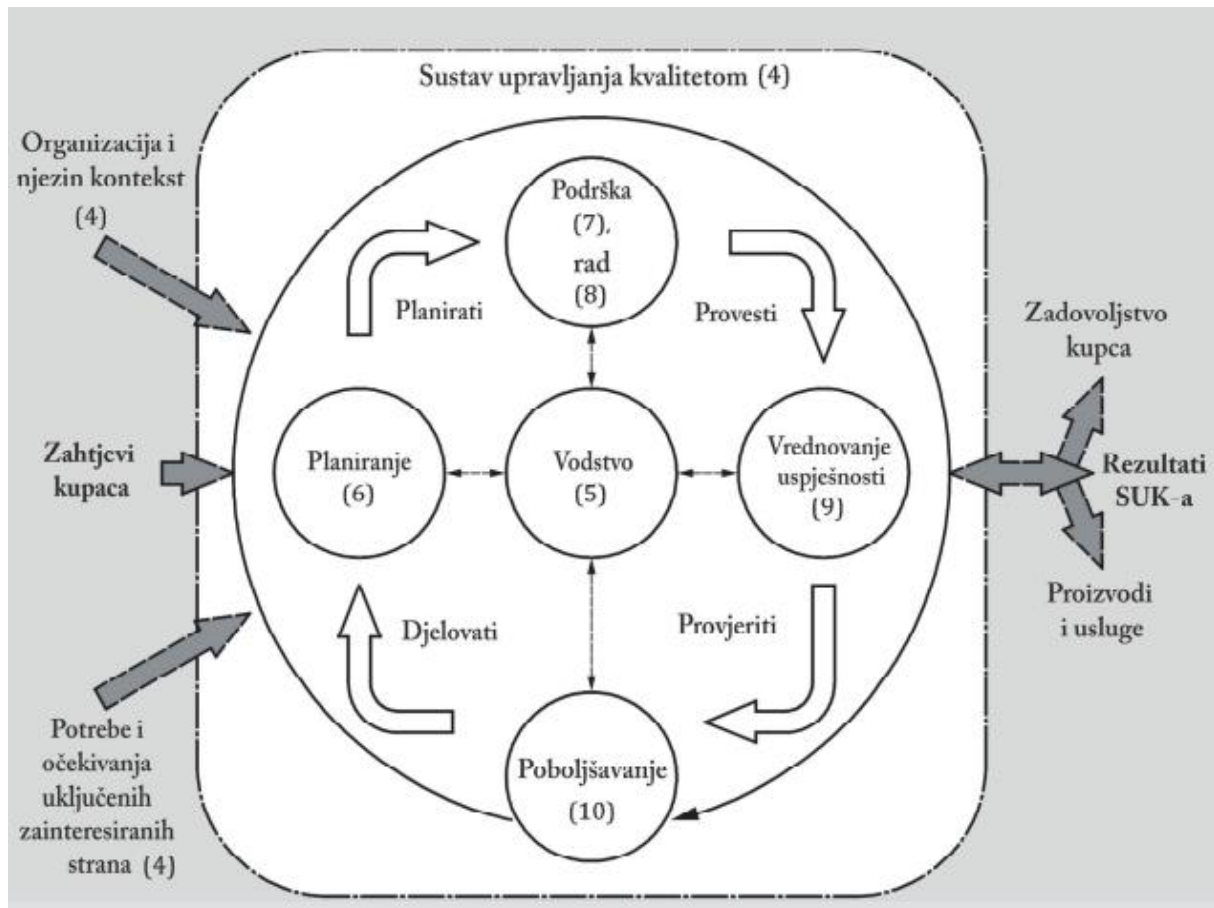 Sustav upravljanja kvalitetom (4)
Organizacija i
njezin kontekst
(4)
Podrška
(7),
rad
(8)
Planirati
Provesti
Zadovoljstvo
kupca
Zahtjevi
kupaca
Planiranje
(6)
Vodstvo
(5)
Vrednovanje
uspješnosti
(9)
Rezultati
SUK-a
Djelovati
Provjeriti
Proizvodi
i usluge
Potrebe i
očekivanja
uključenih
zainteresiranih
strana (4)
Poboljšavanje
(10)